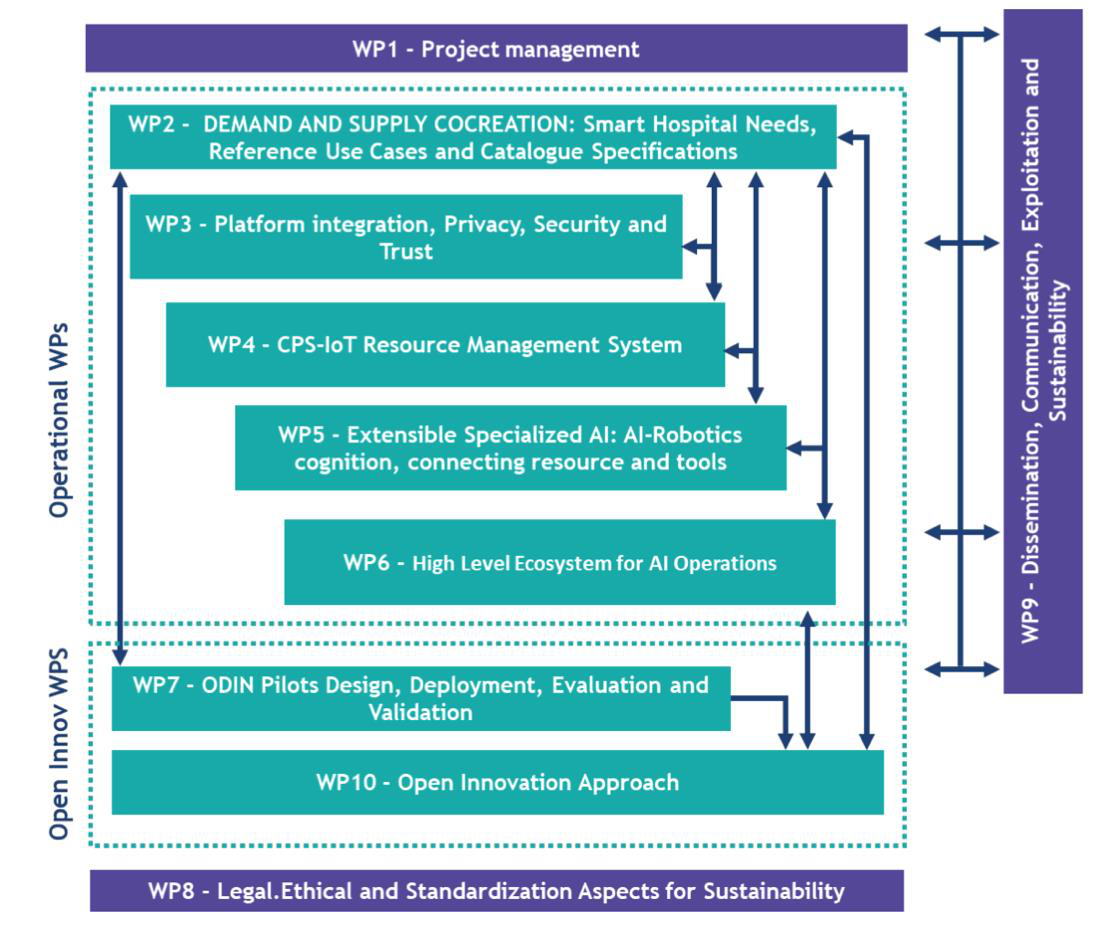 WP1 - Project management
WP2 - DEMAND AND SUPPLY COCREATION: Smart Hospital Needs,
Reference Use Cases and Catalogue Specifications
WP3 - Platform integration, Privacy, Security and
Trust
WP4 - CPS-IoT Resource Management System
WP5 - Extensible Specialized AI: AI-Robotics
cognition, connecting resource and tools
WP6 - High Level Ecosystem for AI Operations
Operational WPs
WP7 - ODIN Pilots Design, Deployment, Evaluation and
Validation
WP10 - Open Innovation Approach
Open Innov WPS
WP8 - Legal.Ethical and Standardization Aspects for Sustainability
WP9 - Dissemination, Communication, Exploitation and
Sustainability